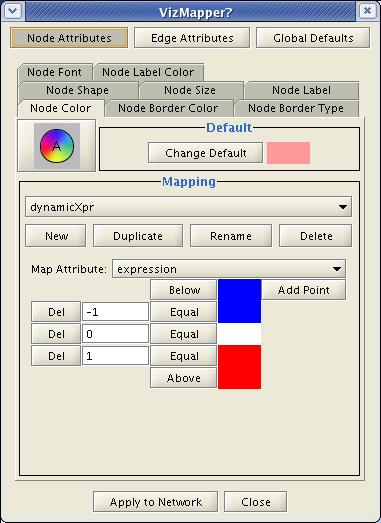 VizMapper?
Node Attributes Edge Attributes Global Defaults
Node Font Node Label Color
Node Shape Node Size Node Label
Node Color Node Border Color Node Border Type
A
Default
Change Default
Mapping
dynamicXpr
New Duplicate Rename Delete
Map Attribute: expression
Below Add Point
Del -1 Equal
Del 0 Equal
Del 1 Equal
Above
Apply to Network Close